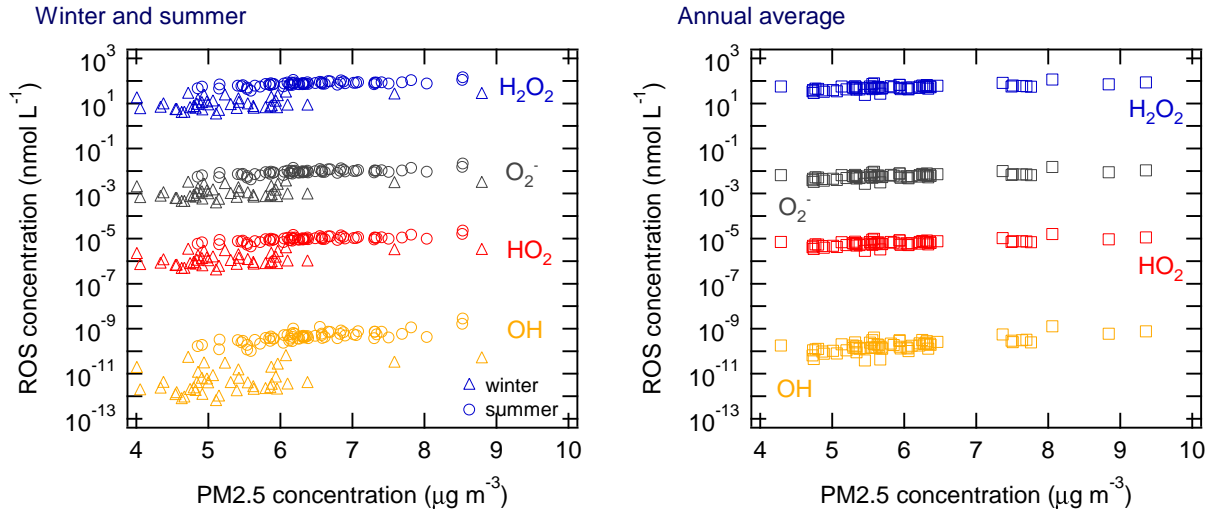 Winter and summer
ROS concentration (nmol L⁻¹)
10³
10¹
10⁻¹
10⁻³
10⁻⁵
10⁻⁷
10⁻⁹
10⁻¹¹
10⁻¹³
H₂O₂
O₂⁻
HO₂
OH
winter
summer
4 5 6 7 8 9 10
PM2.5 concentration (μg m⁻³)
Annual average
ROS concentration (nmol L⁻¹)
10³
10¹
10⁻¹
10⁻³
10⁻⁵
10⁻⁷
10⁻⁹
10⁻¹¹
10⁻¹³
H₂O₂
O₂⁻
HO₂
OH
4 5 6 7 8 9 10
PM2.5 concentration (μg m⁻³)